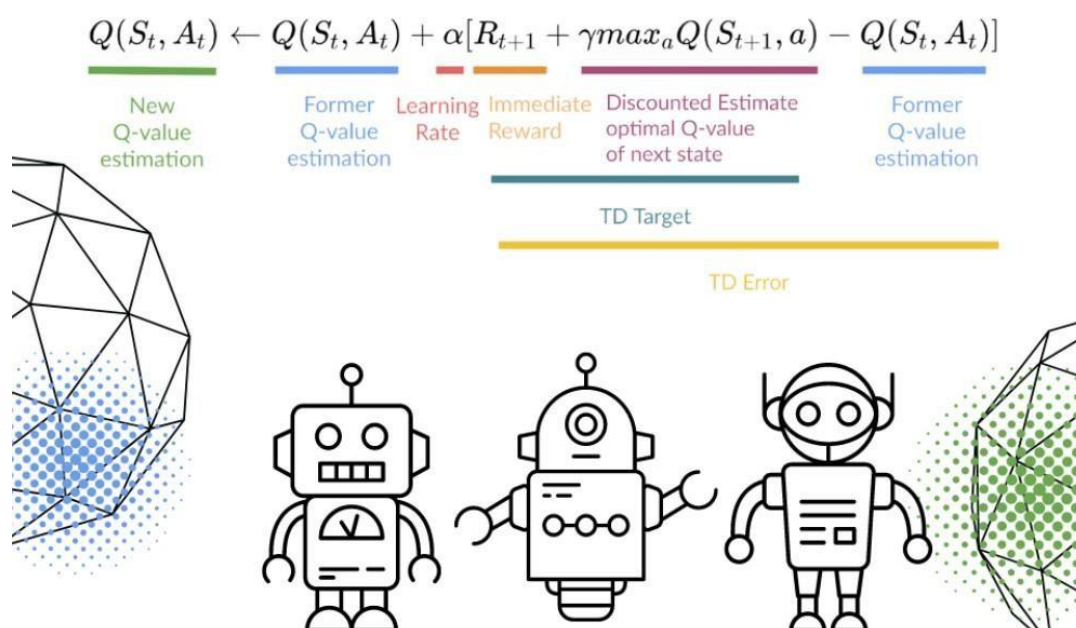 Q(S_t, A_t) ← Q(S_t, A_t) + α[R_{t+1} + γmax_aQ(S_{t+1}, a) − Q(S_t, A_t)]
New
Q-value
estimation
Former
Q-value
estimation
Learning
Rate
Immediate
Reward
Discounted Estimate
optimal Q-value
of next state
Former
Q-value
estimation
TD Target
TD Error